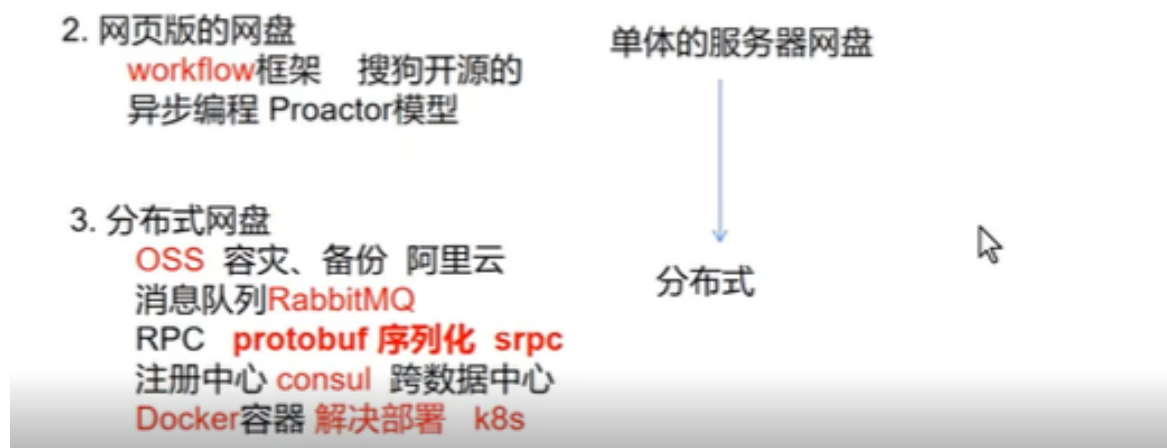 2. 网页版的网盘
workflow框架 搜狗开源的
异步编程 Proactor模型
3. 分布式网盘
OSS 容灾、备份 阿里云
消息队列RabbitMQ
RPC protobuf 序列化 srpc
注册中心 consul 跨数据中心
Docker容器 解决部署 k8s
单体的服务器网盘
分布式